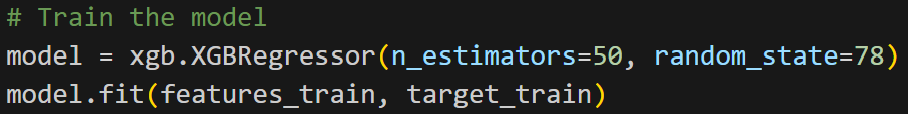 # Train the model
model = xgb.XGBRegressor(n_estimators=50, random_state=78)
model.fit(features_train, target_train)